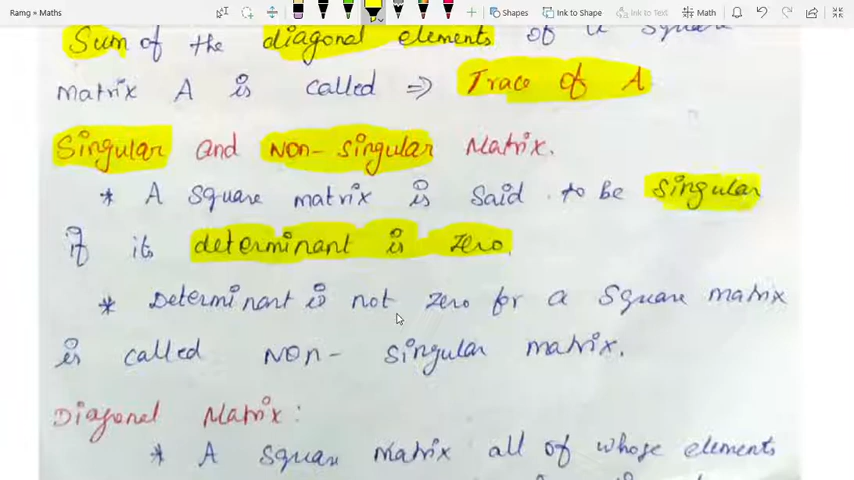 Ramg » Maths
Shapes Ink to Shape Ink to Text Math
Sum of the diagonal elements of a square
matrix A is called ⇒ Trace of A
Singular and Non-singular Matrix.
* A square matrix is said to be singular
if its determinant is zero.
* Determinant is not zero for a square matrix
is called non-singular matrix.
Diagonal Matrix:
* A square matrix all of whose elements